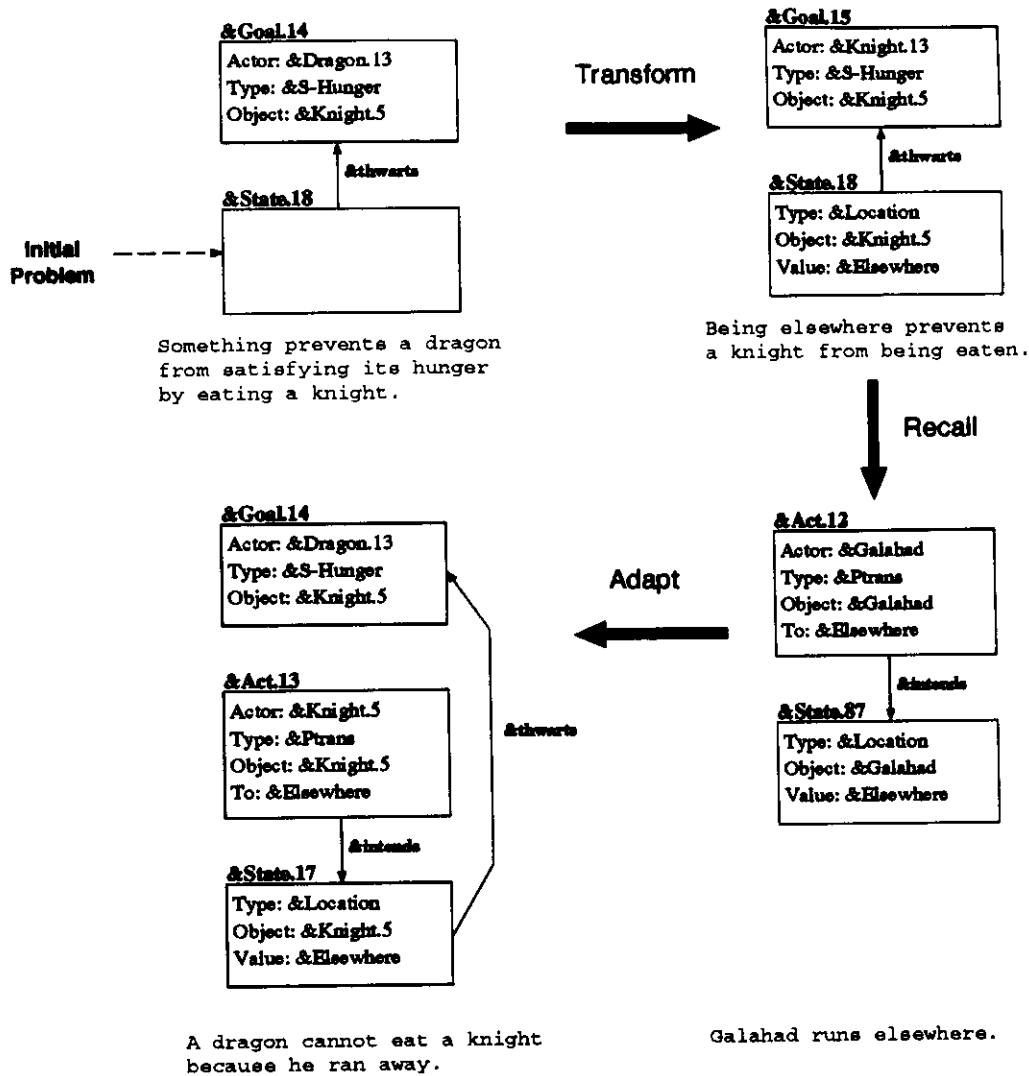 &Goal.14
Actor: &Dragon.13
Type: &S-Hunger
Object: &Knight.5
&thwarts
&State.18
Initial
Problem
Something prevents a dragon
from satisfying its hunger
by eating a knight.
Transform
&Goal.15
Actor: &Knight.13
Type: &S-Hunger
Object: &Knight.5
&thwarts
&State.18
Type: &Location
Object: &Knight.5
Value: &Elsewhere
Being elsewhere prevents
a knight from being eaten.
Recall
&Act.12
Actor: &Galahad
Type: &Ptrans
Object: &Galahad
To: &Elsewhere
&intends
&State.87
Type: &Location
Object: &Galahad
Value: &Elsewhere
Galahad runs elsewhere.
Adapt
&Goal.14
Actor: &Dragon.13
Type: &S-Hunger
Object: &Knight.5
&Act.13
Actor: &Knight.5
Type: &Ptrans
Object: &Knight.5
To: &Elsewhere
&thwarts
&intends
&State.17
Type: &Location
Object: &Knight.5
Value: &Elsewhere
A dragon cannot eat a knight
because he ran away.